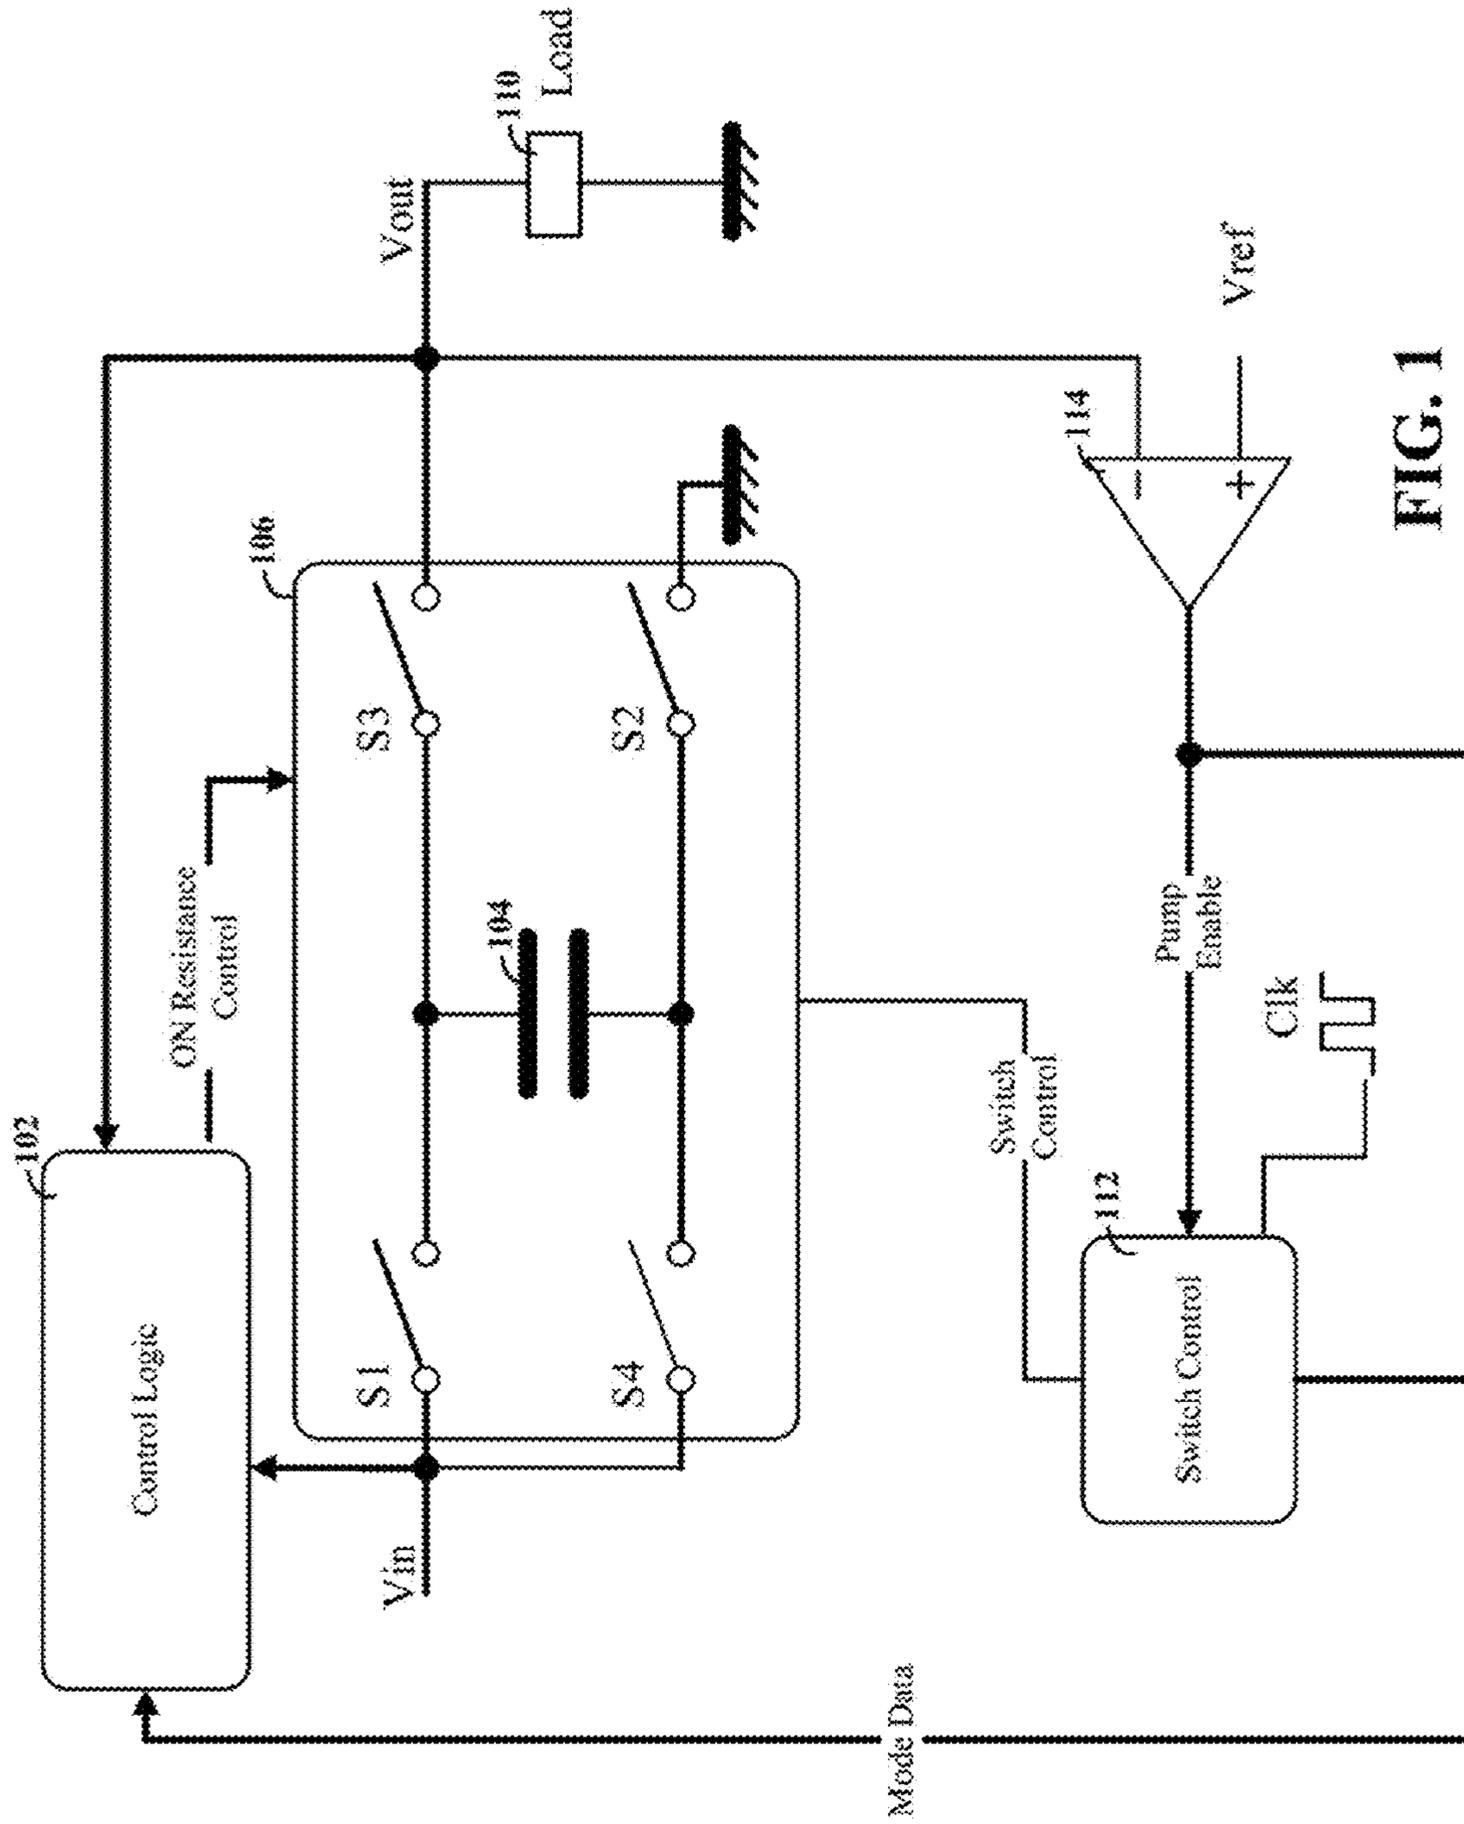 102
Control Logic
ON Resistance
Control
106
Vin
S1
S3
Vout
104
110
Load
S4
S2
Mode Data
Switch
Control
112
Switch Control
Pump
Enable
114
Clk
Vref
FIG. 1